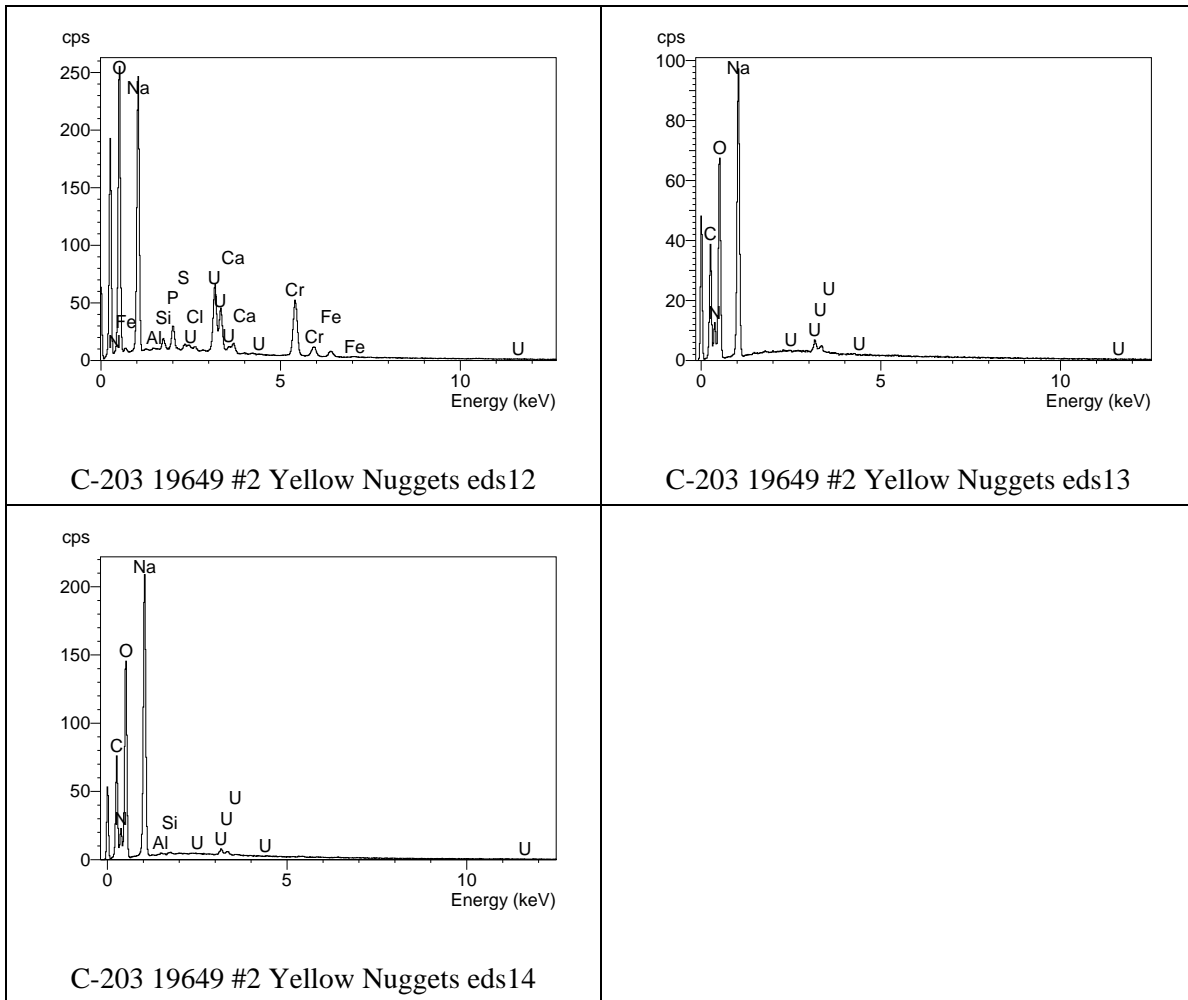 cps
250
200
150
100
50
0
O
Na
Fe
N
Al
Si
P
S
U
Cl
U
Ca
U
U
Ca
U
Cr
Cr
Fe
Fe
U
0 5 10
Energy (keV)
C-203 19649 #2 Yellow Nuggets eds12
cps
100
80
60
40
20
0
Na
O
C
N
U
U
U
U
U
U
0 5 10
Energy (keV)
C-203 19649 #2 Yellow Nuggets eds13
cps
200
150
100
50
0
Na
O
C
N
Al
Si
U
U
U
U
U
U
0 5 10
Energy (keV)
C-203 19649 #2 Yellow Nuggets eds14